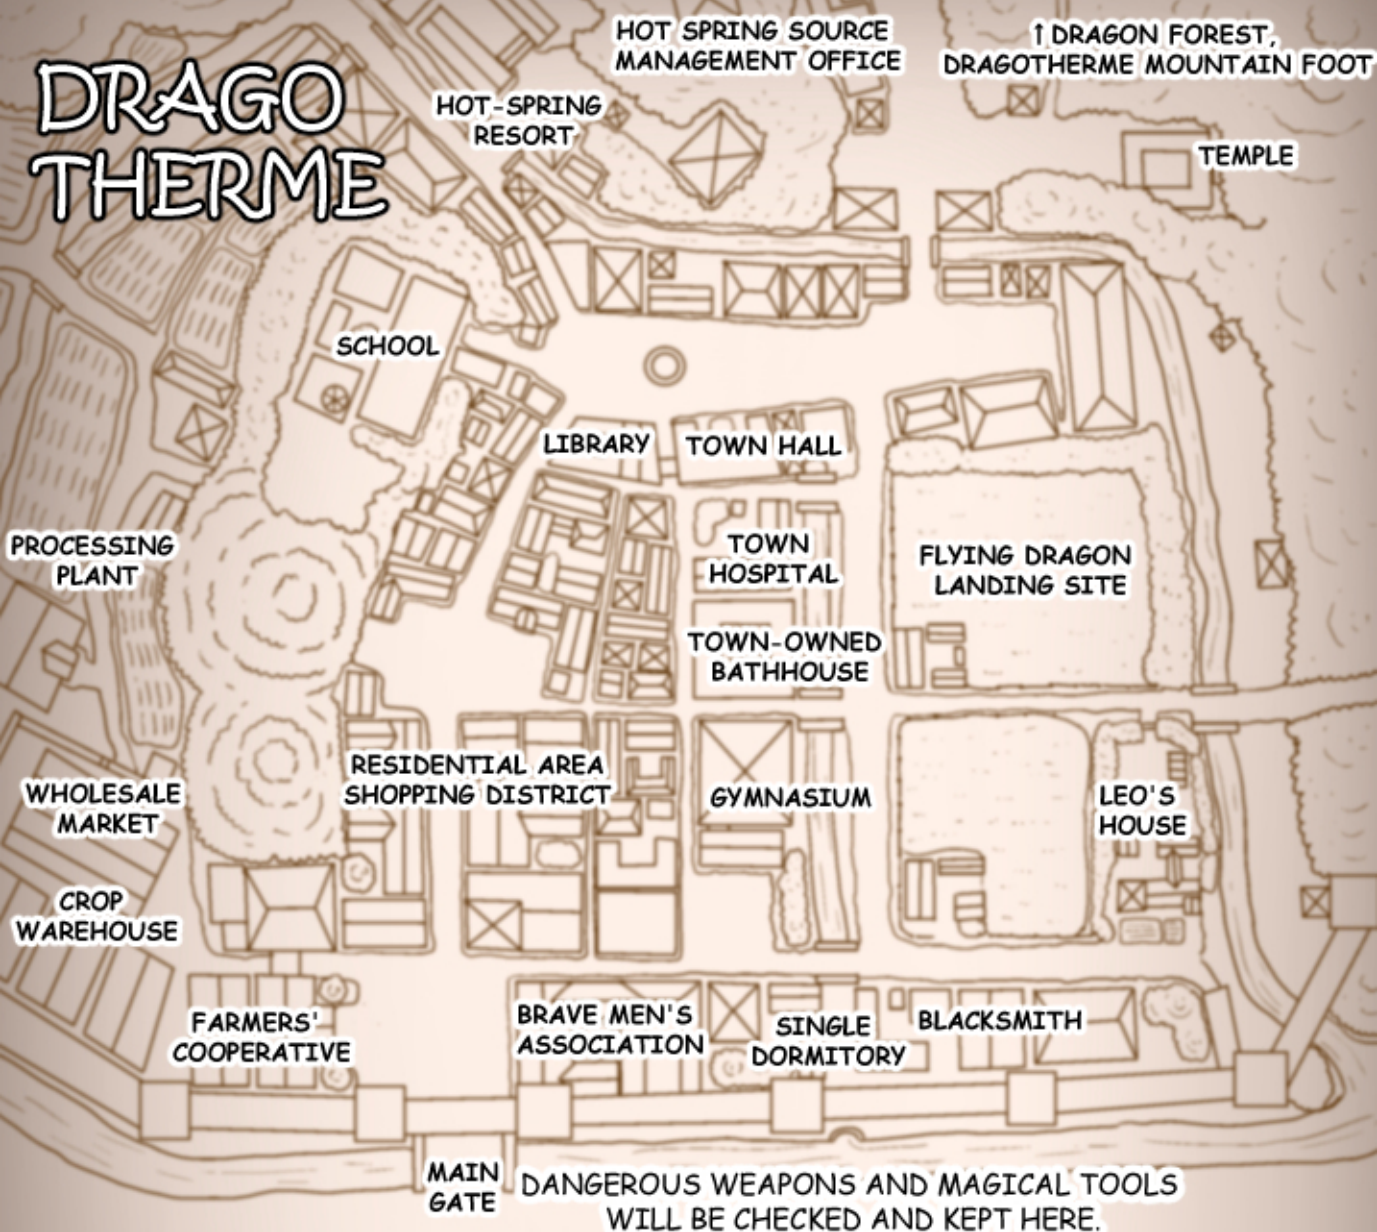 DRAGO
THERME
HOT SPRING SOURCE
MANAGEMENT OFFICE
↑ DRAGON FOREST,
DRAGOTHERME MOUNTAIN FOOT
HOT-SPRING
RESORT
TEMPLE
SCHOOL
LIBRARY
TOWN HALL
PROCESSING
PLANT
TOWN
HOSPITAL
FLYING DRAGON
LANDING SITE
TOWN-OWNED
BATHHOUSE
WHOLESALE
MARKET
RESIDENTIAL AREA
SHOPPING DISTRICT
GYMNASIUM
LEO'S
HOUSE
CROP
WAREHOUSE
FARMERS'
COOPERATIVE
BRAVE MEN'S
ASSOCIATION
SINGLE
DORMITORY
BLACKSMITH
MAIN
GATE
DANGEROUS WEAPONS AND MAGICAL TOOLS
WILL BE CHECKED AND KEPT HERE.